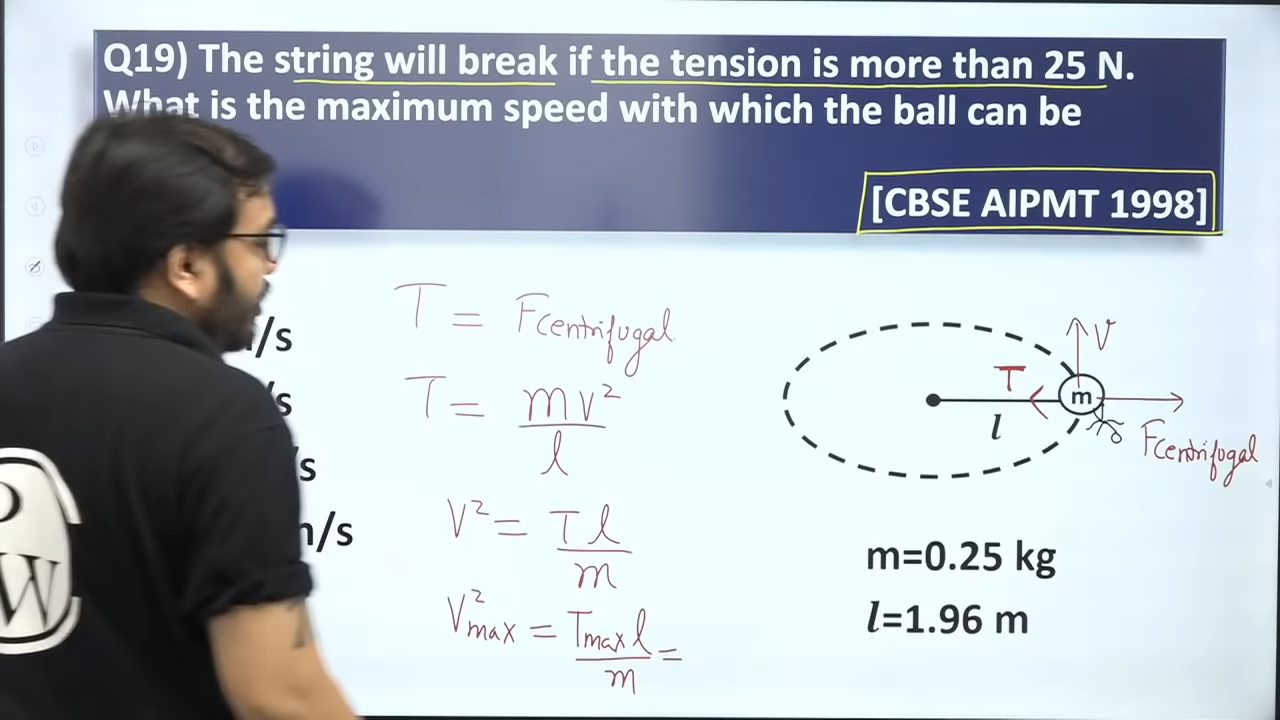 Q19) The string will break if the tension is more than 25 N.
What is the maximum speed with which the ball can be
[CBSE AIPMT 1998]
/s
/s
s
/s
T = Fcentrifugal
T = mv²/l
V² = Tl/m
V²max = Tmax l/m =
V
T
m
l
Fcentrifugal
m=0.25 kg
l=1.96 m
W